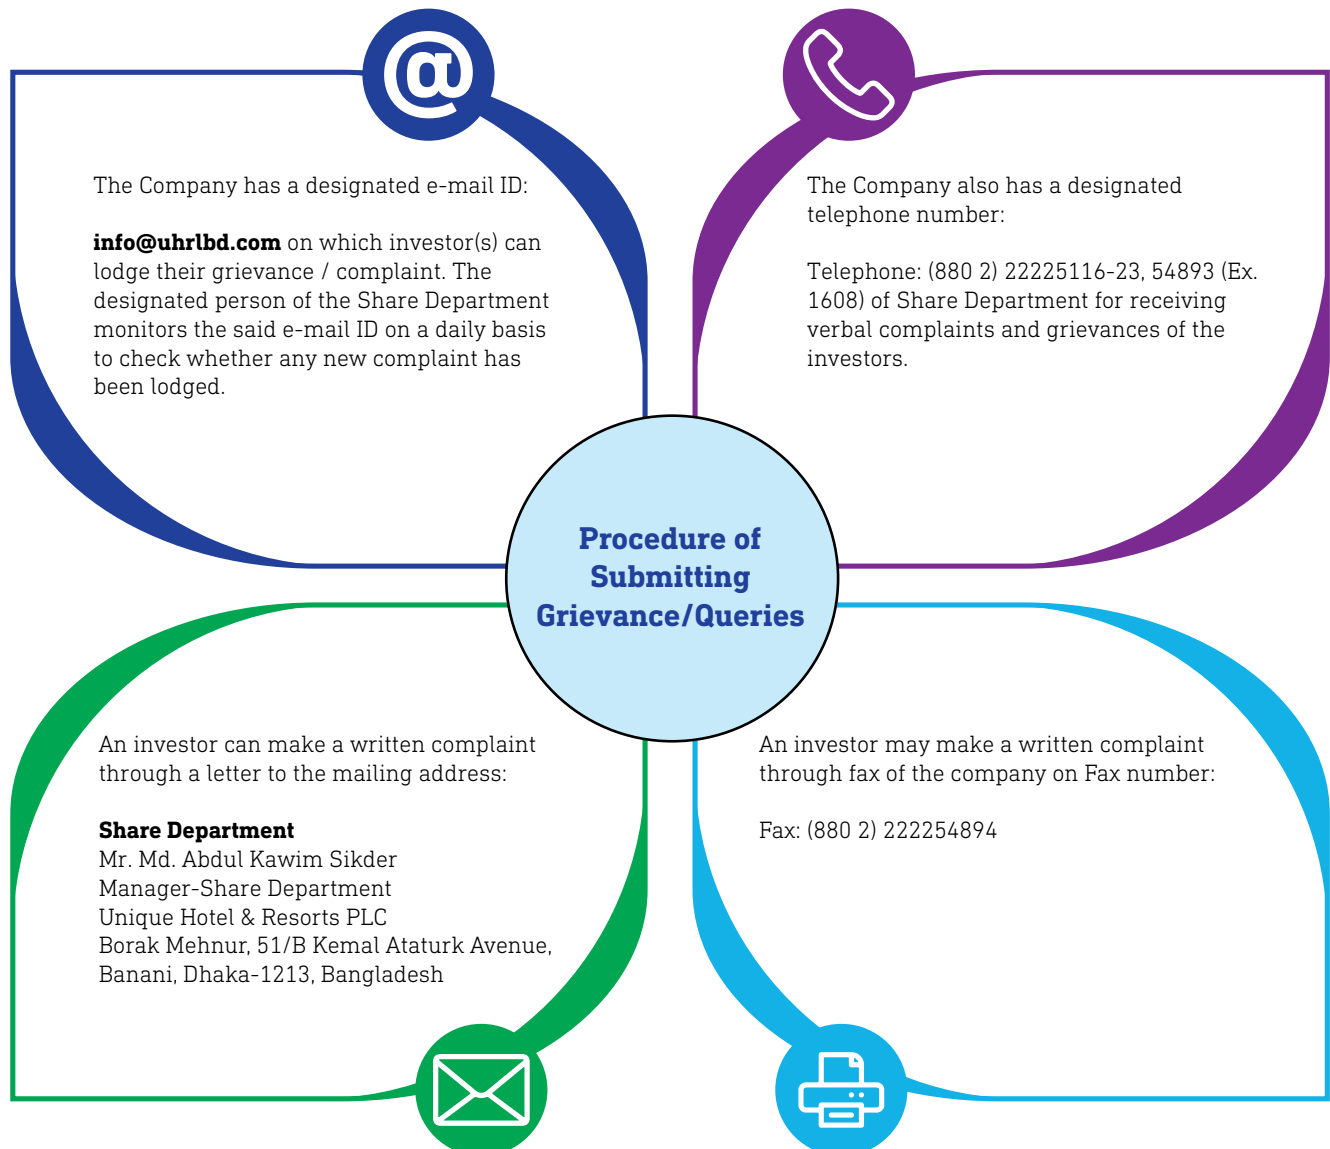 @
The Company has a designated e-mail ID:
info@uhrlbd.com on which investor(s) can
lodge their grievance / complaint. The
designated person of the Share Department
monitors the said e-mail ID on a daily basis
to check whether any new complaint has
been lodged.
The Company also has a designated
telephone number:
Telephone: (880 2) 22225116-23, 54893 (Ex.
1608) of Share Department for receiving
verbal complaints and grievances of the
investors.
Procedure of
Submitting
Grievance/Queries
An investor can make a written complaint
through a letter to the mailing address:
Share Department
Mr. Md. Abdul Kawim Sikder
Manager-Share Department
Unique Hotel & Resorts PLC
Borak Mehnur, 51/B Kemal Ataturk Avenue,
Banani, Dhaka-1213, Bangladesh
An investor may make a written complaint
through fax of the company on Fax number:
Fax: (880 2) 222254894